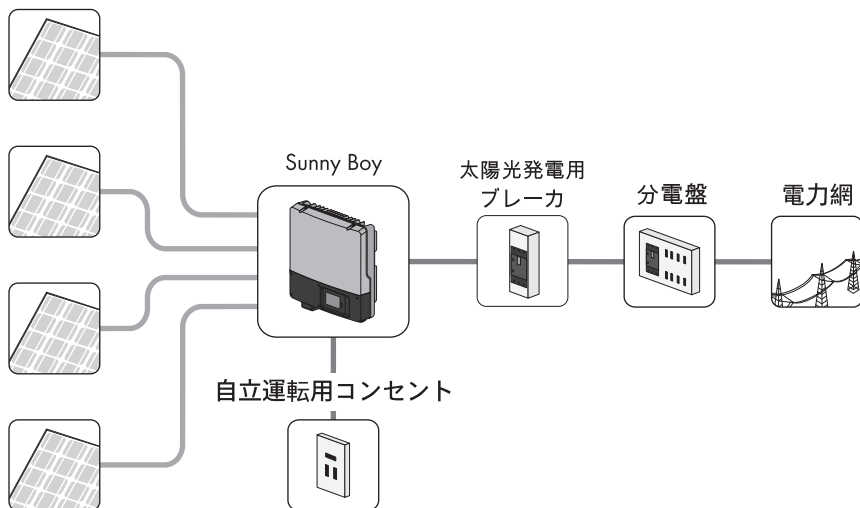 Sunny Boy
太陽光発電用
ブレーカ
分電盤
電力網
自立運転用コンセント